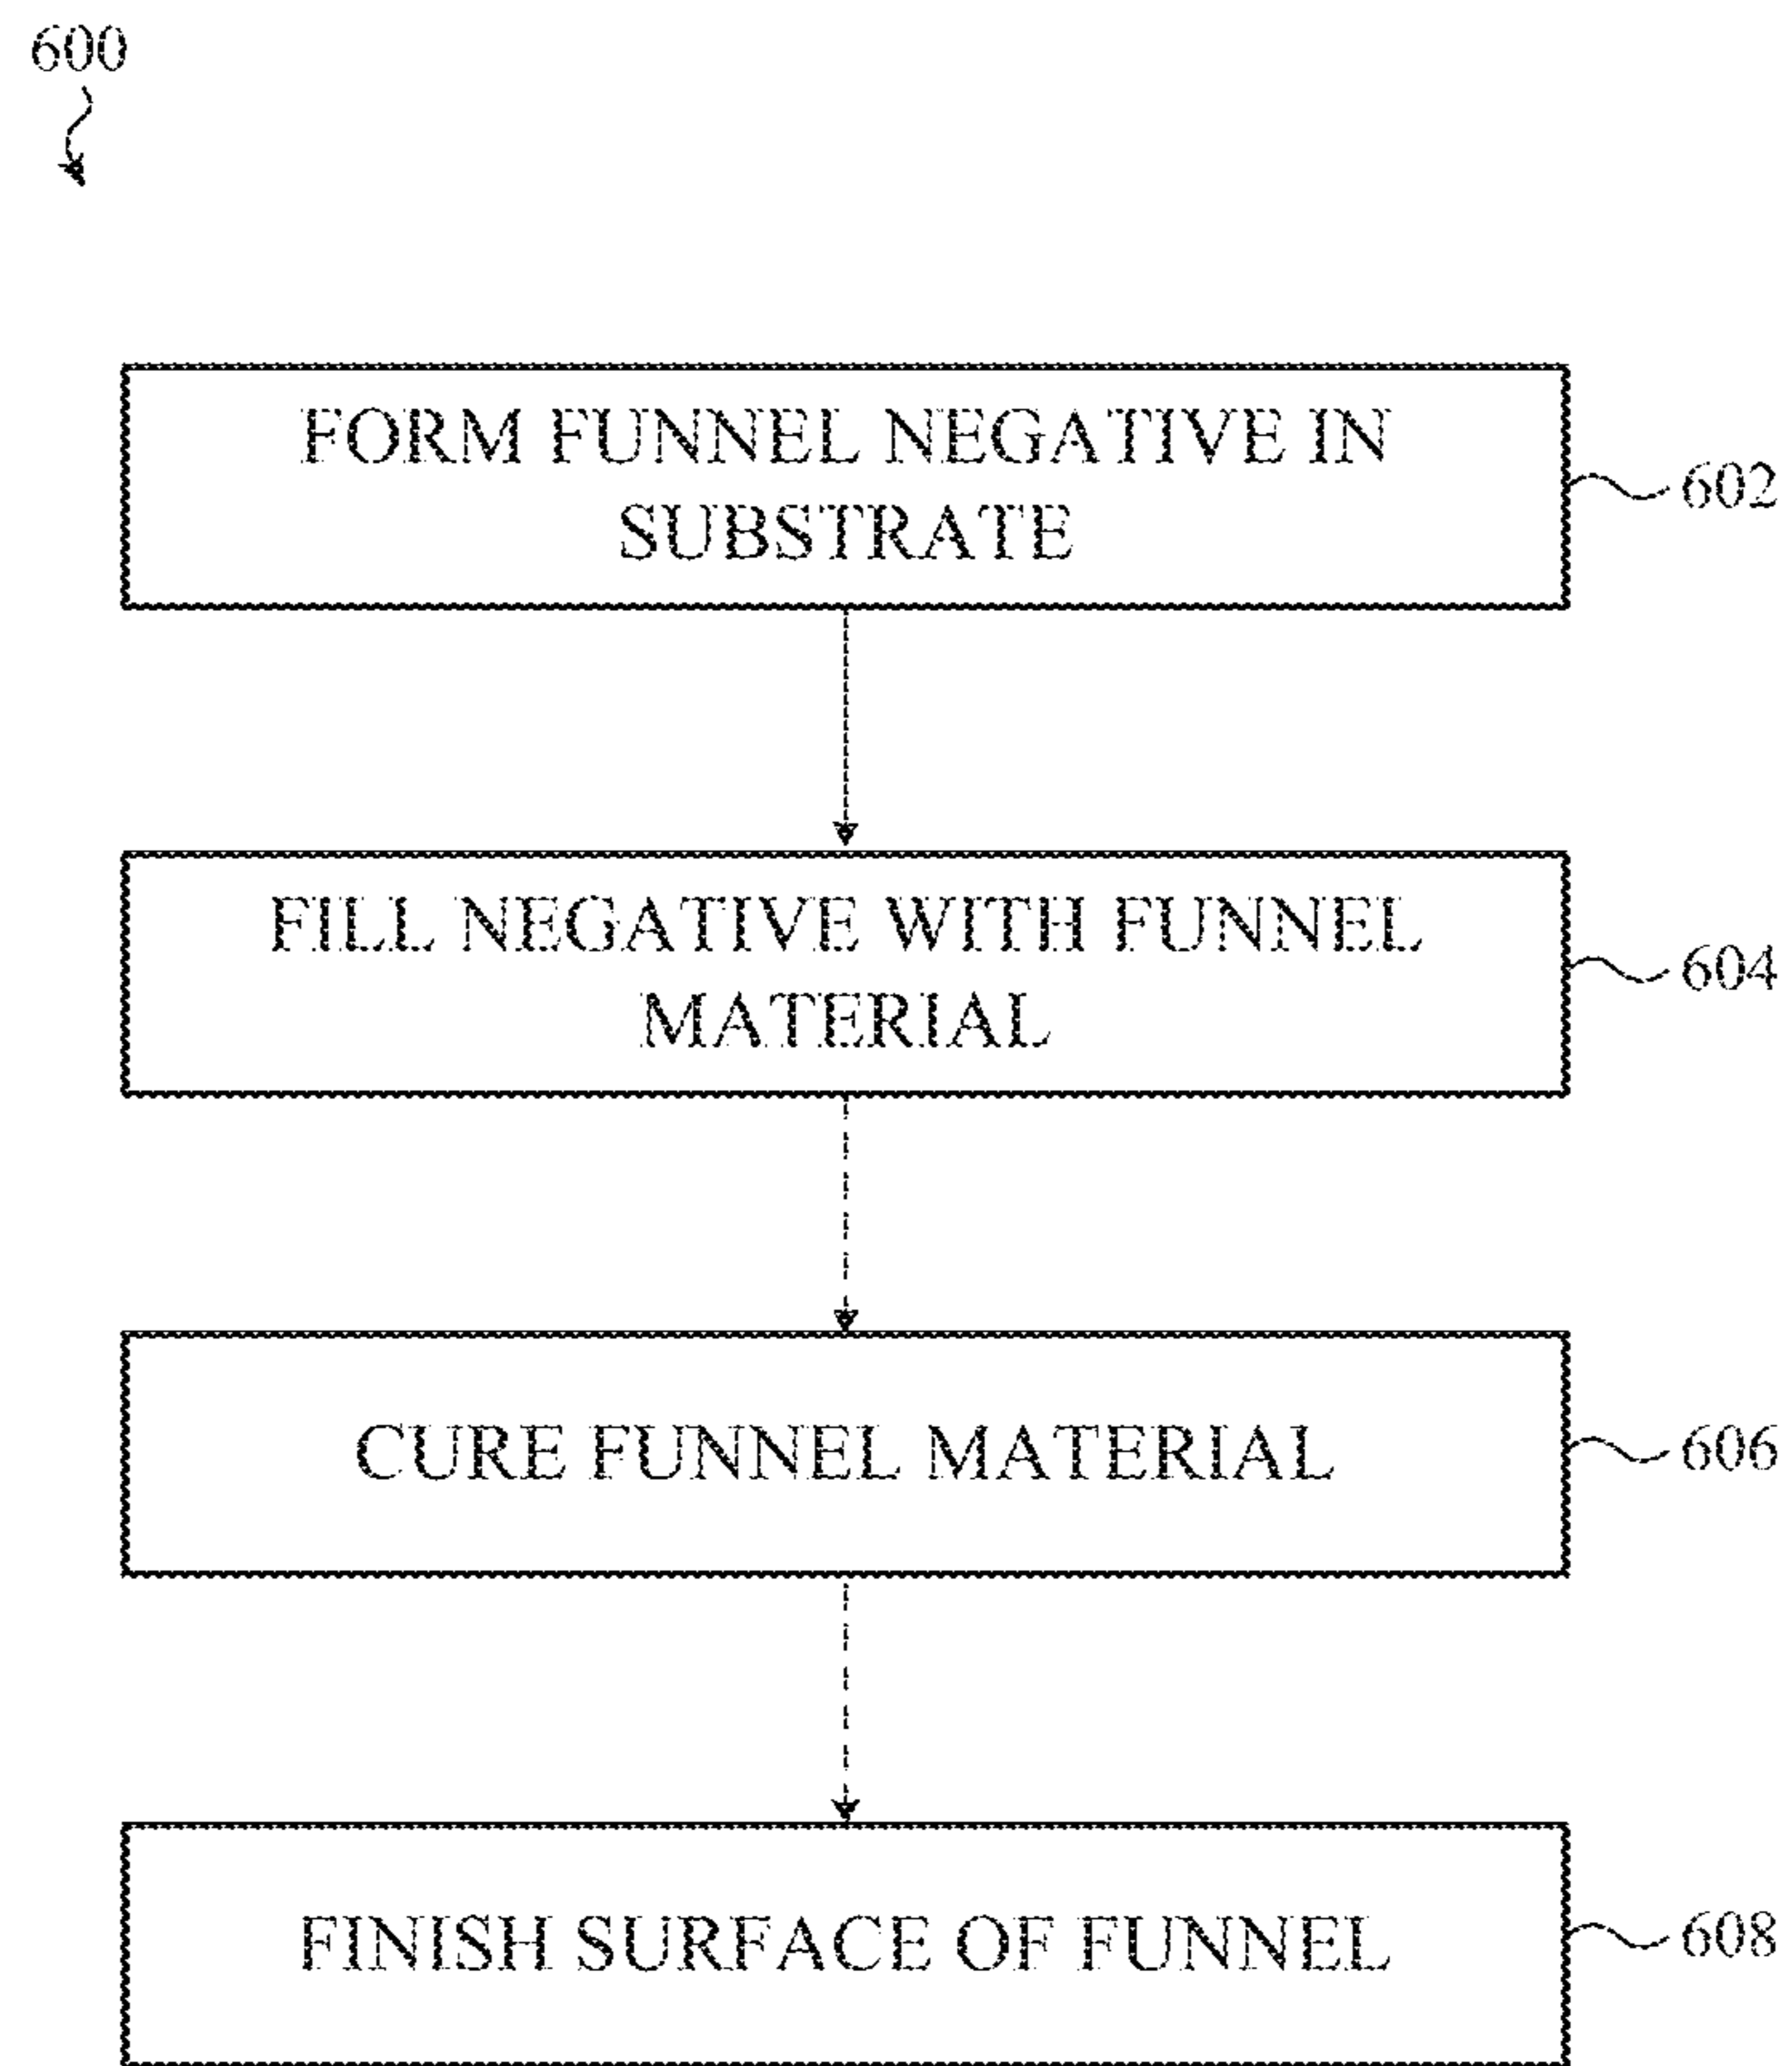 600
FORM FUNNEL NEGATIVE IN
SUBSTRATE
602
FILL NEGATIVE WITH FUNNEL
MATERIAL
604
CURE FUNNEL MATERIAL
606
FINISH SURFACE OF FUNNEL
608